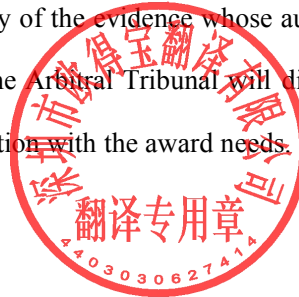 y of the evidence whose au
he Arbitral Tribunal will di
tion with the award needs.
深圳市欧得宝翻译有限公司
翻译专用章
4403030627414